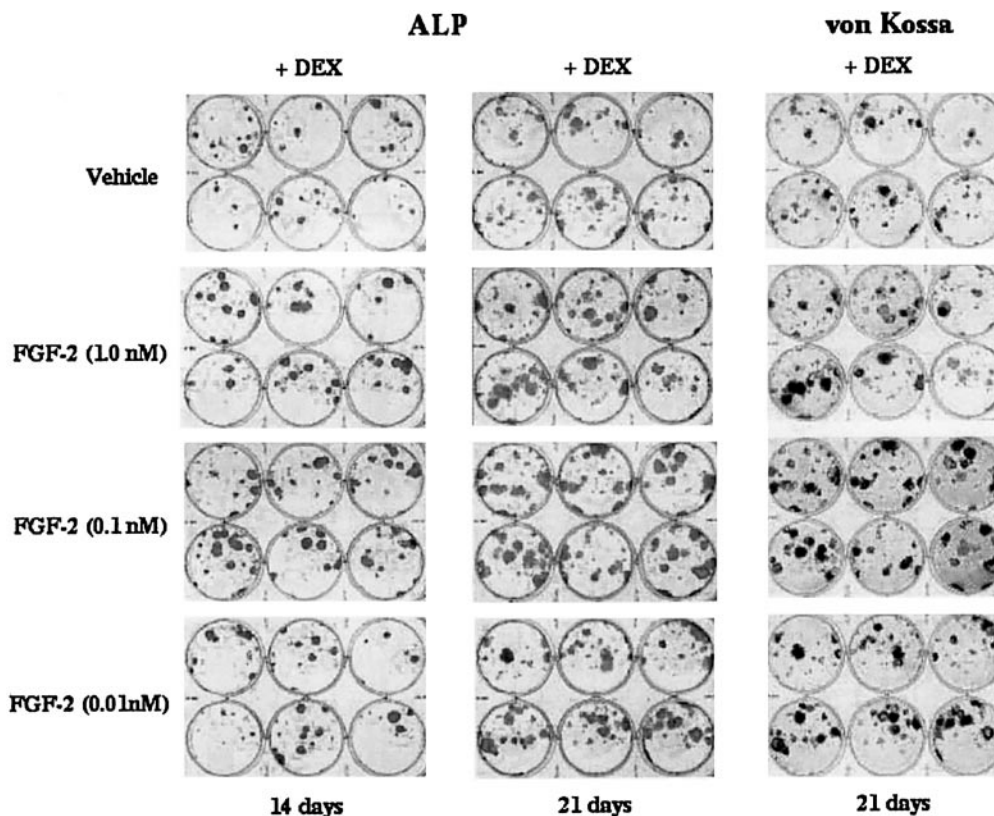 ALP von Kossa
+ DEX + DEX + DEX
Vehicle
FGF-2 (1.0 nM)
FGF-2 (0.1 nM)
FGF-2 (0.01nM)
14 days 21 days 21 days